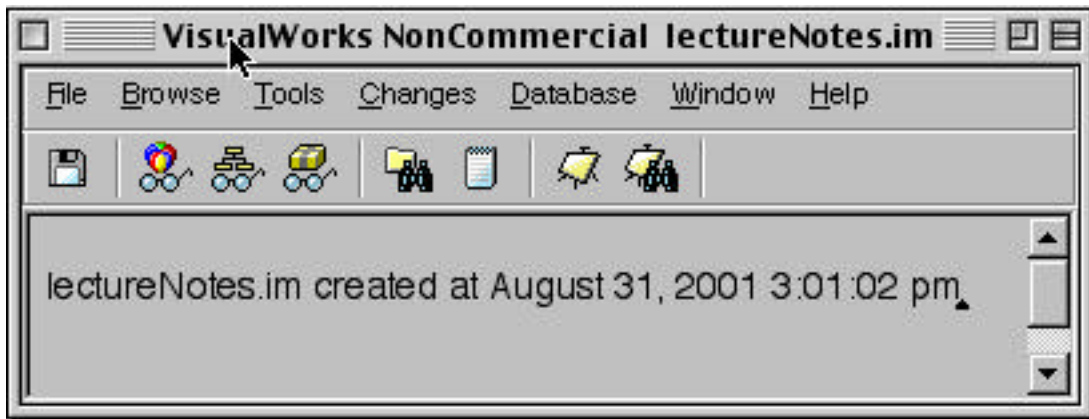 VisualWorks NonCommercial lectureNotes.im
File Browse Tools Changes Database Window Help
lectureNotes.im created at August 31, 2001 3:01:02 pm